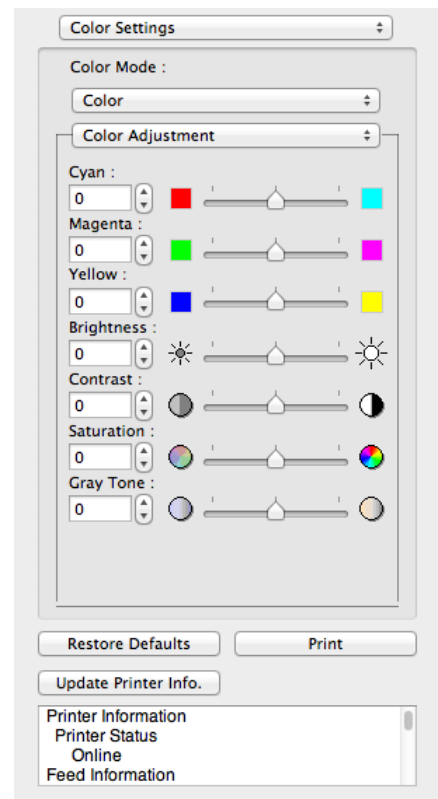 Color Settings
Color Mode :
Color
Color Adjustment
Cyan :
0
Magenta :
0
Yellow :
0
Brightness :
0
Contrast :
0
Saturation :
0
Gray Tone :
0
Restore Defaults Print
Update Printer Info.
Printer Information
Printer Status
Online
Feed Information